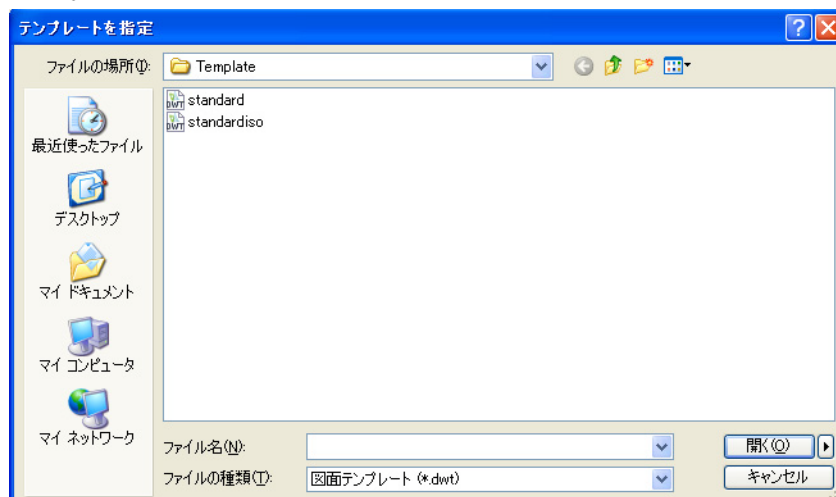 テンプレートを指定
ファイルの場所(I):
Template
standard
standardiso
最近使ったファイル
デスクトップ
マイ ドキュメント
マイ コンピュータ
マイ ネットワーク
ファイル名(N):
開く(O)
ファイルの種類(T):
図面テンプレート (*.dwt)
キャンセル